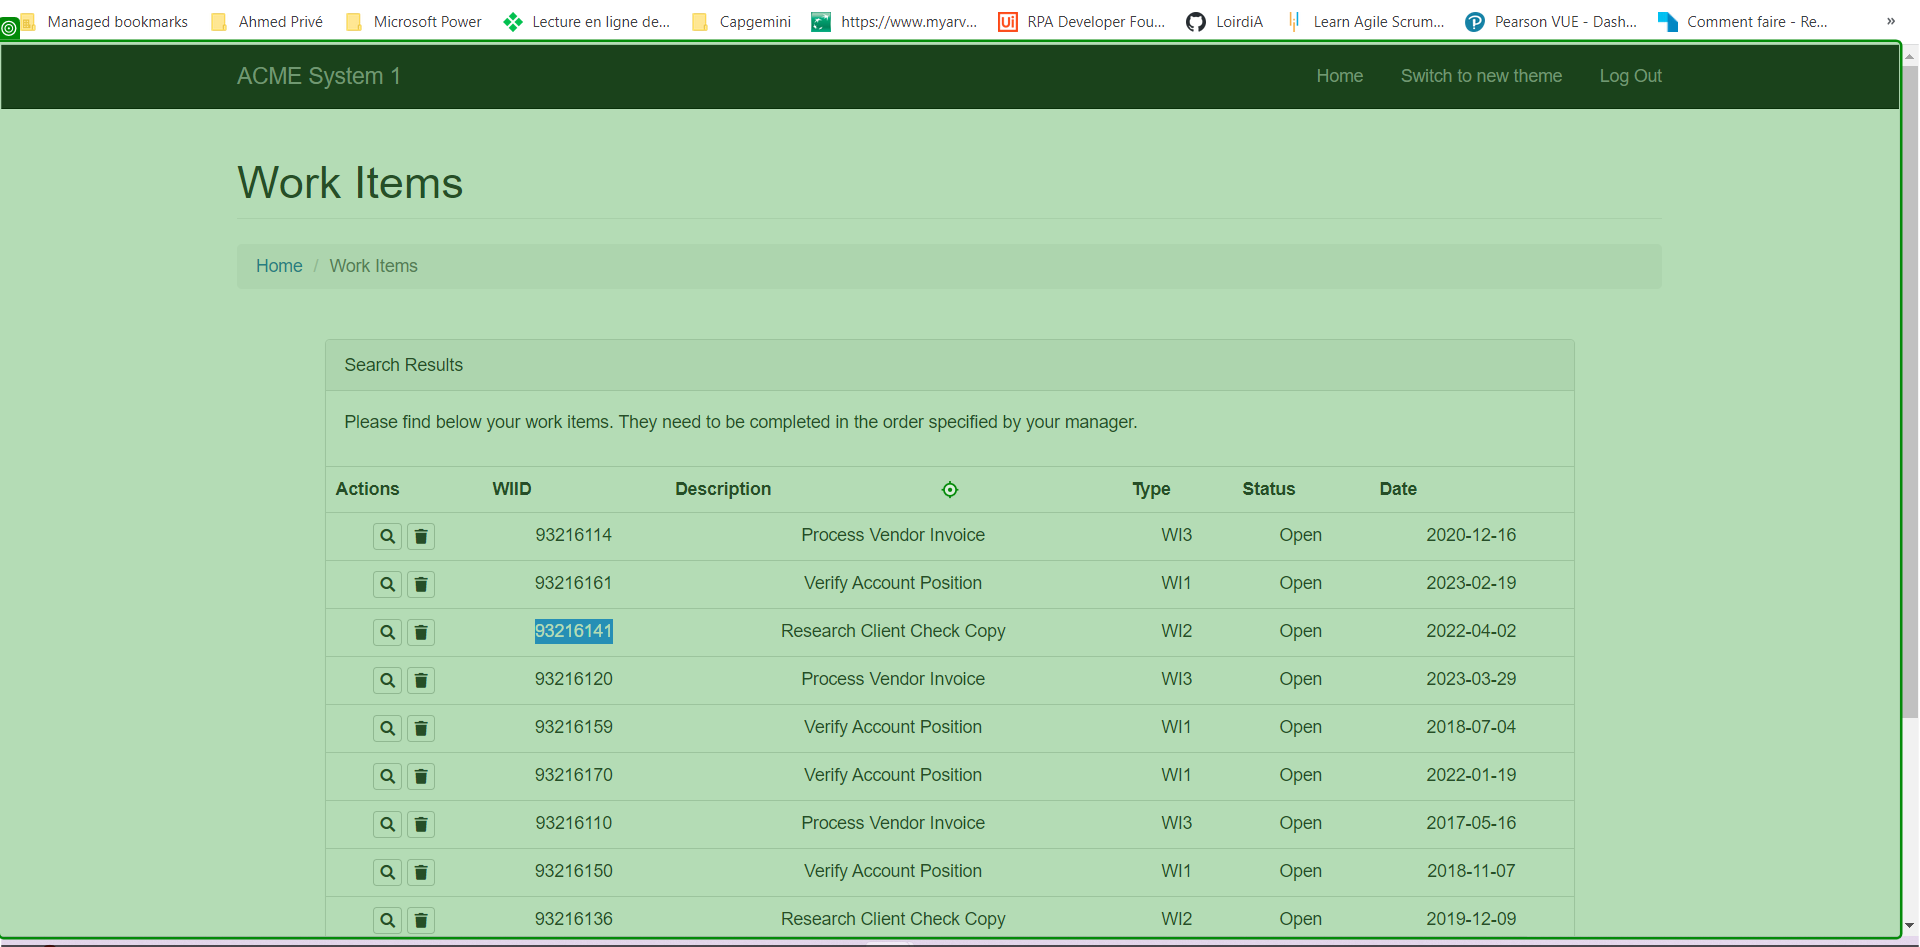 Managed bookmarks Ahmed Privé Microsoft Power Lecture en ligne de... Capgemini https://www.myarv... Ui RPA Developer Fou... LoirdiA Learn Agile Scrum... Pearson VUE - Dash... Comment faire - Re... »
ACME System 1 Home Switch to new theme Log Out
Work Items
Home / Work Items
Search Results
Please find below your work items. They need to be completed in the order specified by your manager.
Actions WIID Description Type Status Date
93216114 Process Vendor Invoice WI3 Open 2020-12-16
93216161 Verify Account Position WI1 Open 2023-02-19
93216141 Research Client Check Copy WI2 Open 2022-04-02
93216120 Process Vendor Invoice WI3 Open 2023-03-29
93216159 Verify Account Position WI1 Open 2018-07-04
93216170 Verify Account Position WI1 Open 2022-01-19
93216110 Process Vendor Invoice WI3 Open 2017-05-16
93216150 Verify Account Position WI1 Open 2018-11-07
93216136 Research Client Check Copy WI2 Open 2019-12-09